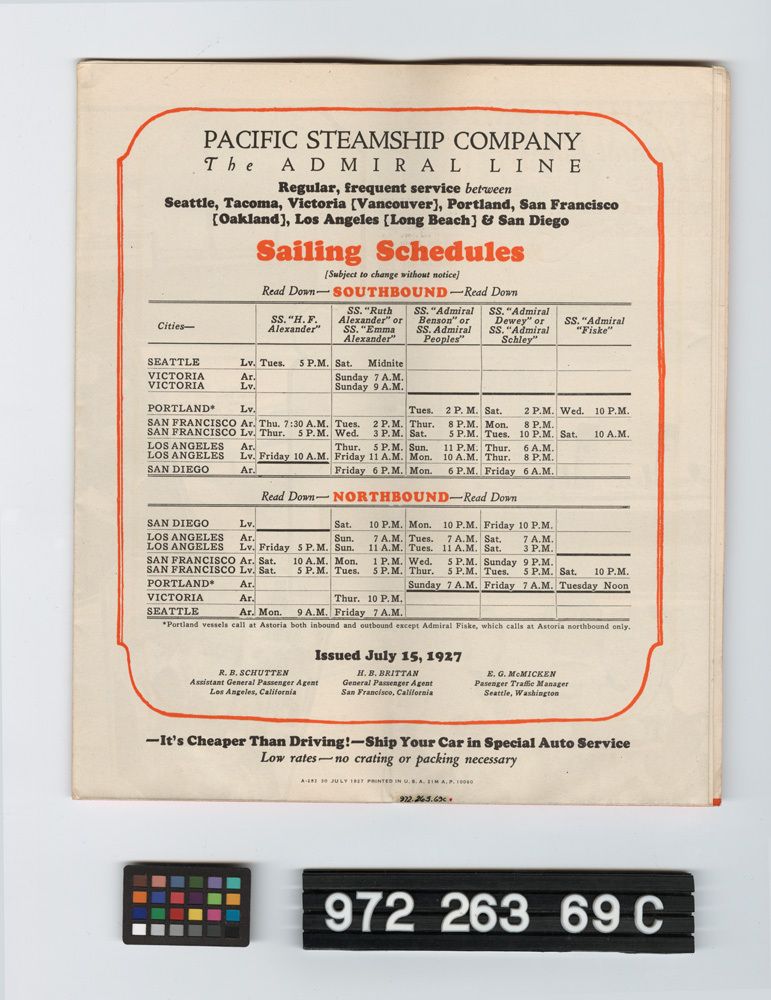 PACIFIC STEAMSHIP COMPANY
The ADMIRAL LINE
Regular, frequent service between
Seattle, Tacoma, Victoria [Vancouver], Portland, San Francisco
[Oakland], Los Angeles [Long Beach] & San Diego
Sailing Schedules
[Subject to change without notice]
Read Down—SOUTHBOUND—Read Down
Cities— SS. "H. F. Alexander" SS. "Ruth Alexander" or SS. "Emma Alexander" SS. "Admiral Benson" or SS. Admiral Peoples" SS. "Admiral Dewey" or SS. "Admiral Schley" SS. "Admiral "Fiske"
SEATTLE Lv. Tues. 5 P.M. Sat. Midnite
VICTORIA Ar. Sunday 7 A.M.
VICTORIA Lv. Sunday 9 A.M.
PORTLAND* Lv. Tues. 2 P.M. Sat. 2 P.M. Wed. 10 P.M.
SAN FRANCISCO Ar. Thu. 7:30 A.M. Tues. 2 P.M. Thur. 8 P.M. Mon. 8 P.M.
SAN FRANCISCO Lv. Thur. 5 P.M. Wed. 3 P.M. Sat. 5 P.M. Tues. 10 P.M. Sat. 10 A.M.
LOS ANGELES Ar. Thur. 5 P.M. Sun. 11 P.M. Thur. 6 A.M.
LOS ANGELES Lv. Friday 10 A.M. Friday 11 A.M. Mon. 10 A.M. Thur. 8 P.M.
SAN DIEGO Ar. Friday 6 P.M. Mon. 6 P.M. Friday 6 A.M.
Read Down—NORTHBOUND—Read Down
SAN DIEGO Lv. Sat. 10 P.M. Mon. 10 P.M. Friday 10 P.M.
LOS ANGELES Ar. Sun. 7 A.M. Tues. 7 A.M. Sat. 7 A.M.
LOS ANGELES Lv. Friday 5 P.M. Sun. 11 A.M. Tues. 11 A.M. Sat. 3 P.M.
SAN FRANCISCO Ar. Sat. 10 A.M. Mon. 1 P.M. Wed. 5 P.M. Sunday 9 P.M.
SAN FRANCISCO Lv. Sat. 5 P.M. Tues. 5 P.M. Thur. 5 P.M. Tues. 5 P.M. Sat. 10 P.M.
PORTLAND* Ar. Sunday 7 A.M. Friday 7 A.M. Tuesday Noon
VICTORIA Ar. Thur. 10 P.M.
SEATTLE Ar. Mon. 9 A.M. Friday 7 A.M.
*Portland vessels call at Astoria both inbound and outbound except Admiral Fiske, which calls at Astoria northbound only.
Issued July 15, 1927
R. B. SCHUTTEN H. B. BRITTAN E. G. McMICKEN
Assistant General Passenger Agent General Passenger Agent Pasenger Traffic Manager
Los Angeles, California San Francisco, California Seattle, Washington
—It's Cheaper Than Driving!—Ship Your Car in Special Auto Service
Low rates—no crating or packing necessary
A-282 30 JULY 1927 PRINTED IN U. S. A. 21M A. P. 10060
972.263.69c
972 263 69 C